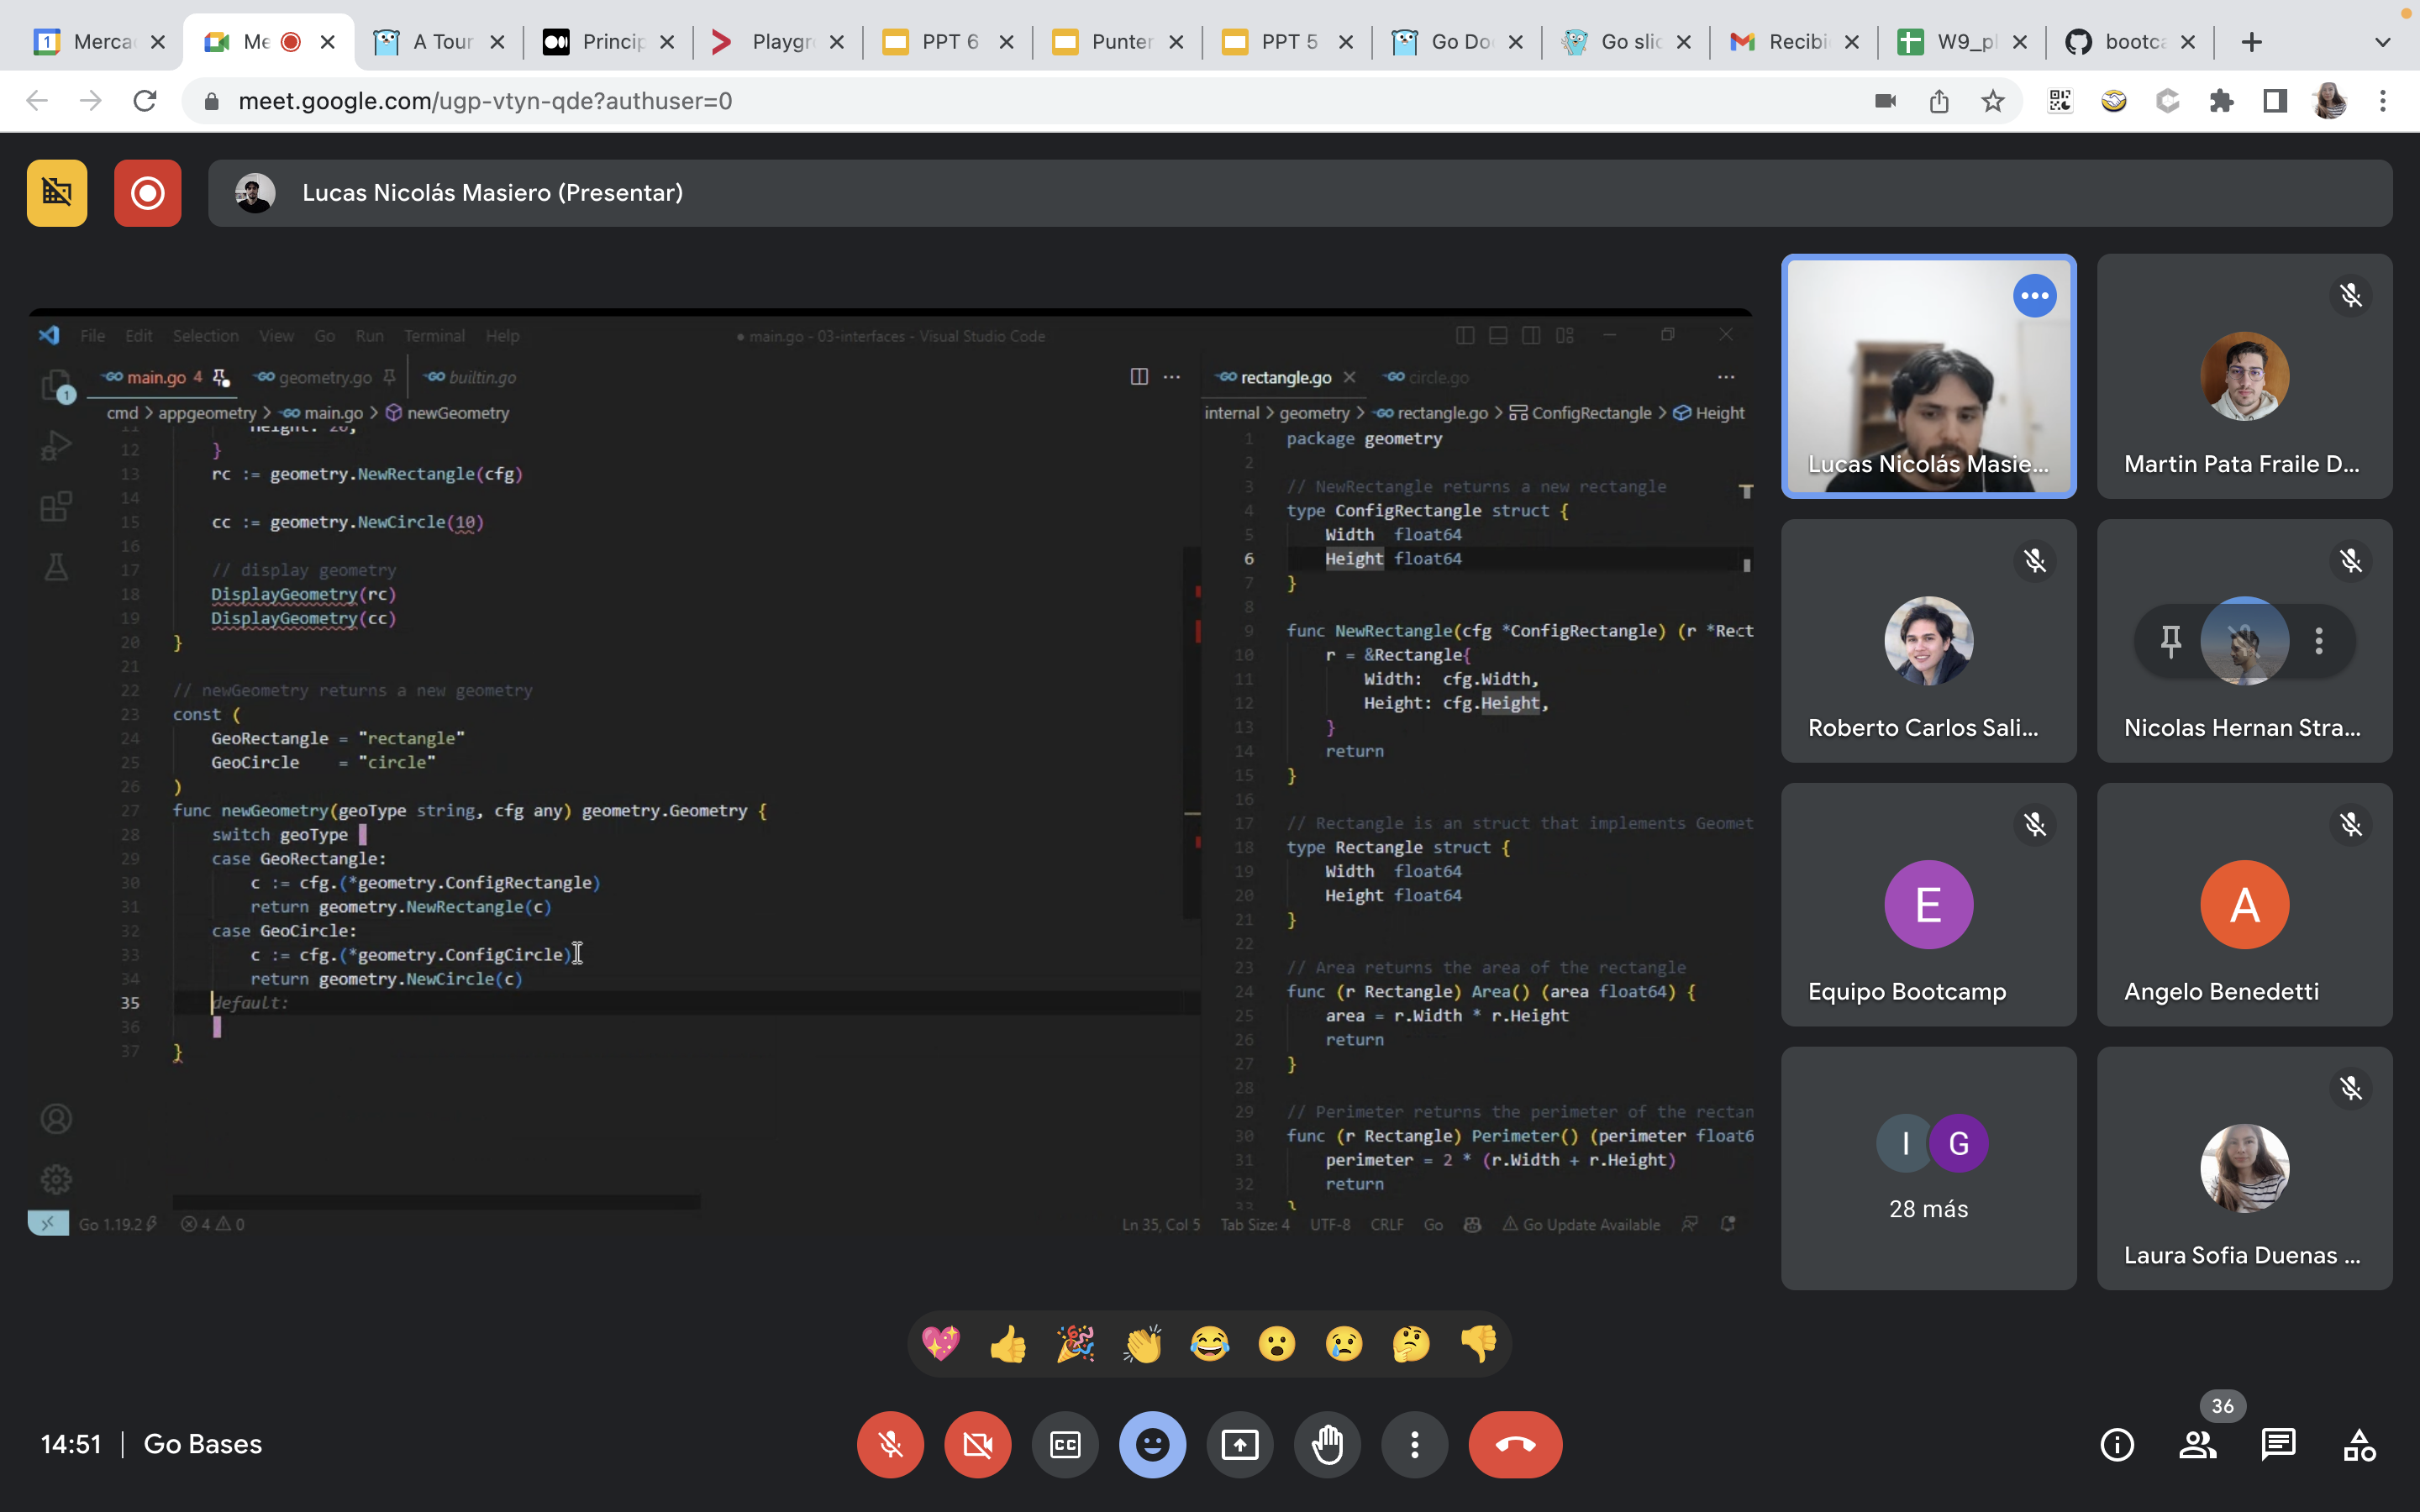 Merca
Me
A Tour
Princip
Playgr
PPT 6
Punter
PPT 5
Go Do
Go slic
Recibi
W9_pl
bootca
meet.google.com/ugp-vtyn-qde?authuser=0
Lucas Nicolás Masiero (Presentar)
File Edit Selection View Go Run Terminal Help
● main.go - 03-interfaces - Visual Studio Code
main.go 4
geometry.go
builtin.go
cmd > appgeometry > main.go > newGeometry
11 Height: 20,
12 }
13 rc := geometry.NewRectangle(cfg)
14
15 cc := geometry.NewCircle(10)
16
17 // display geometry
18 DisplayGeometry(rc)
19 DisplayGeometry(cc)
20 }
21
22 // newGeometry returns a new geometry
23 const (
24 GeoRectangle = "rectangle"
25 GeoCircle = "circle"
26 )
27 func newGeometry(geoType string, cfg any) geometry.Geometry {
28 switch geoType
29 case GeoRectangle:
30 c := cfg.(*geometry.ConfigRectangle)
31 return geometry.NewRectangle(c)
32 case GeoCircle:
33 c := cfg.(*geometry.ConfigCircle)
34 return geometry.NewCircle(c)
35 default:
36
37 }
rectangle.go
circle.go
internal > geometry > rectangle.go > ConfigRectangle > Height
1 package geometry
2
3 // NewRectangle returns a new rectangle
4 type ConfigRectangle struct {
5 Width float64
6 Height float64
7 }
8
9 func NewRectangle(cfg *ConfigRectangle) (r *Rect
10 r = &Rectangle{
11 Width: cfg.Width,
12 Height: cfg.Height,
13 }
14 return
15 }
16
17 // Rectangle is an struct that implements Geomet
18 type Rectangle struct {
19 Width float64
20 Height float64
21 }
22
23 // Area returns the area of the rectangle
24 func (r Rectangle) Area() (area float64) {
25 area = r.Width * r.Height
26 return
27 }
28
29 // Perimeter returns the perimeter of the rectan
30 func (r Rectangle) Perimeter() (perimeter float6
31 perimeter = 2 * (r.Width + r.Height)
32 return
33 }
Go 1.19.2
4 0
Ln 35, Col 5 Tab Size: 4 UTF-8 CRLF Go Go Update Available
Lucas Nicolás Masie...
Martin Pata Fraile D...
Roberto Carlos Sali...
Nicolas Hernan Stra...
E
Equipo Bootcamp
A
Angelo Benedetti
I G
28 más
Laura Sofia Duenas ...
14:51 | Go Bases
36